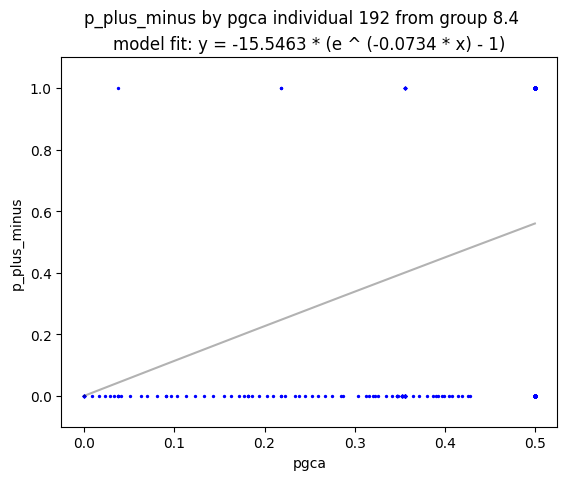 p_plus_minus by pgca individual 192 from group 8.4
model fit: y = -15.5463 * (e ^ (-0.0734 * x) - 1)
1.0
0.8
0.6
0.4
0.2
0.0
p_plus_minus
0.0 0.1 0.2 0.3 0.4 0.5
pgca